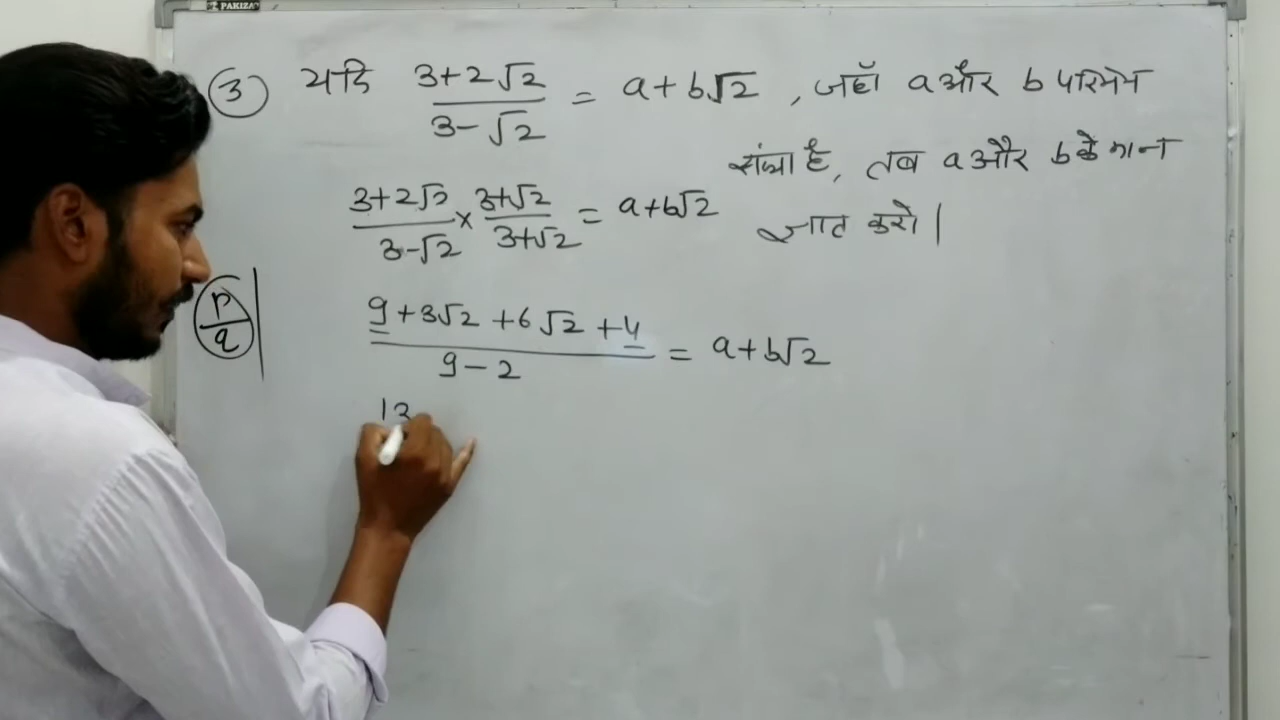 PAKIZA
③ यदि (3+2√2)/(3-√2) = a+b√2, जहाँ a और b परिमेय
संख्या है, तब a और b के मान
ज्ञात करो।
(3+2√2)/(3-√2) × (3+√2)/(3+√2) = a+b√2
p/q
(9+3√2+6√2+4)/(9-2) = a+b√2
13